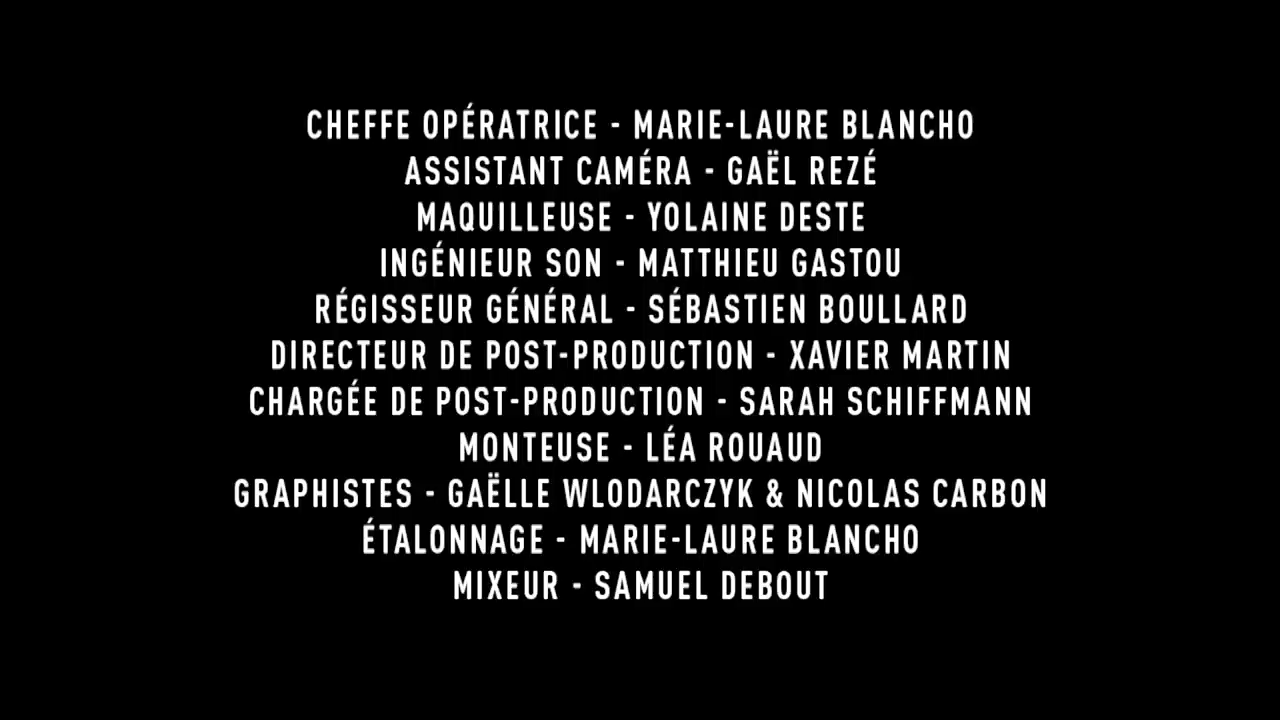 CHEFFE OPÉRATRICE - MARIE-LAURE BLANCHO
ASSISTANT CAMÉRA - GAËL REZÉ
MAQUILLEUSE - YOLAINE DESTE
INGÉNIEUR SON - MATTHIEU GASTOU
RÉGISSEUR GÉNÉRAL - SÉBASTIEN BOULLARD
DIRECTEUR DE POST-PRODUCTION - XAVIER MARTIN
CHARGÉE DE POST-PRODUCTION - SARAH SCHIFFMANN
MONTEUSE - LÉA ROUAUD
GRAPHISTES - GAËLLE WLODARCZYK & NICOLAS CARBON
ÉTALONNAGE - MARIE-LAURE BLANCHO
MIXEUR - SAMUEL DEBOUT